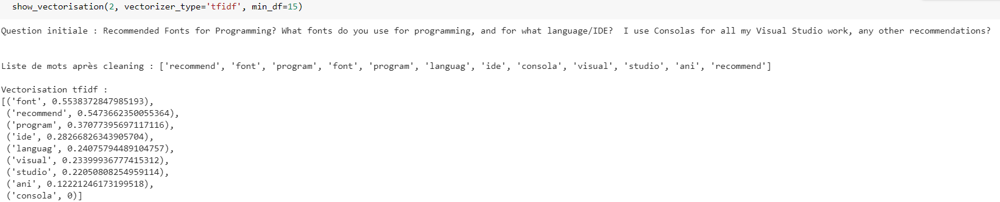 show_vectorisation(2, vectorizer_type='tfidf', min_df=15)
Question initiale : Recommended Fonts for Programming? What fonts do you use for programming, and for what language/IDE?  I use Consolas for all my Visual Studio work, any other recommendations?
Liste de mots après cleaning : ['recommend', 'font', 'program', 'font', 'program', 'languag', 'ide', 'consola', 'visual', 'studio', 'ani', 'recommend']
Vectorisation tfidf :
[('font', 0.5538372847985193),
('recommend', 0.5473662350055364),
('program', 0.37077395697117116),
('ide', 0.28266826343905704),
('languag', 0.24075794489104757),
('visual', 0.23399936777415312),
('studio', 0.22050808254959114),
('ani', 0.12221246173199518),
('consola', 0)]